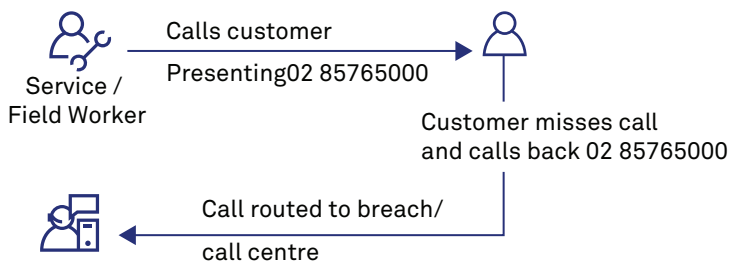 Calls customer
Presenting02 85765000
Service /
Field Worker
Customer misses call
and calls back 02 85765000
Call routed to breach/
call centre